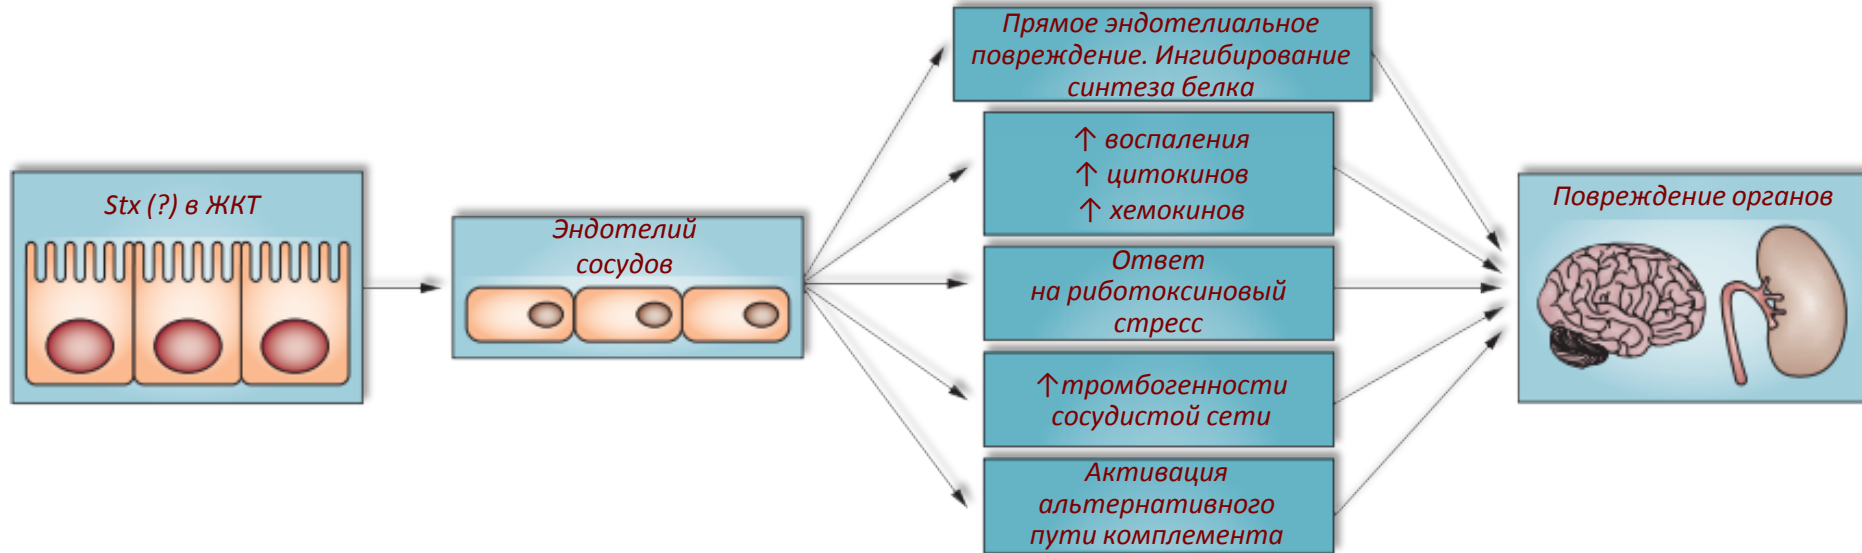 Stx (?) в ЖКТ
Эндотелий
сосудов
Прямое эндотелиальное
повреждение. Ингибирование
синтеза белка
↑ воспаления
↑ цитокинов
↑ хемокинов
Ответ
на риботоксиновый
стресс
↑тромбогенности
сосудистой сети
Активация
альтернативного
пути комплемента
Повреждение органов